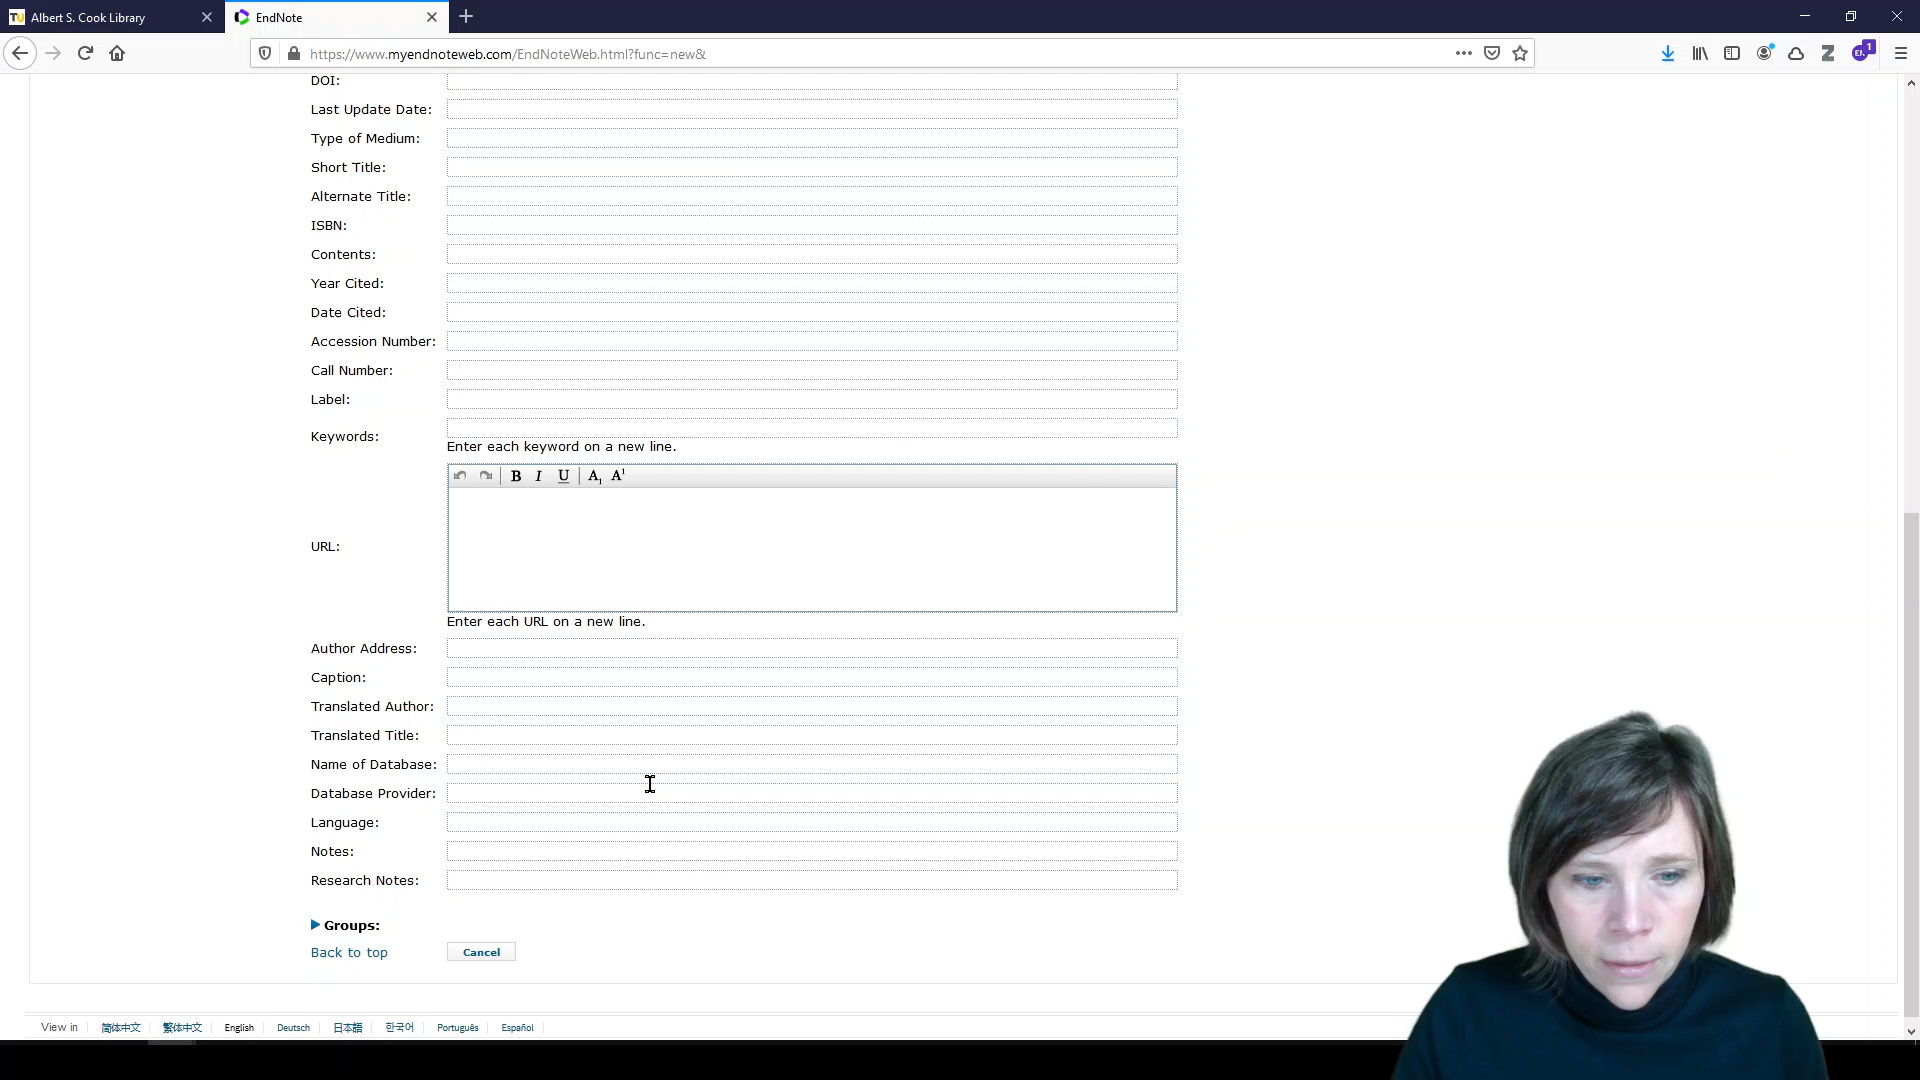 Albert S. Cook Library
EndNote
https://www.myendnoteweb.com/EndNoteWeb.html?func=new&
1
DOI:
Last Update Date:
Type of Medium:
Short Title:
Alternate Title:
ISBN:
Contents:
Year Cited:
Date Cited:
Accession Number:
Call Number:
Label:
Keywords:
Enter each keyword on a new line.
B I U A1 A1
URL:
Enter each URL on a new line.
Author Address:
Caption:
Translated Author:
Translated Title:
Name of Database:
Database Provider:
Language:
Notes:
Research Notes:
Groups:
Back to top Cancel
View in 简体中文 繁体中文 English Deutsch 日本語 한국어 Português Español